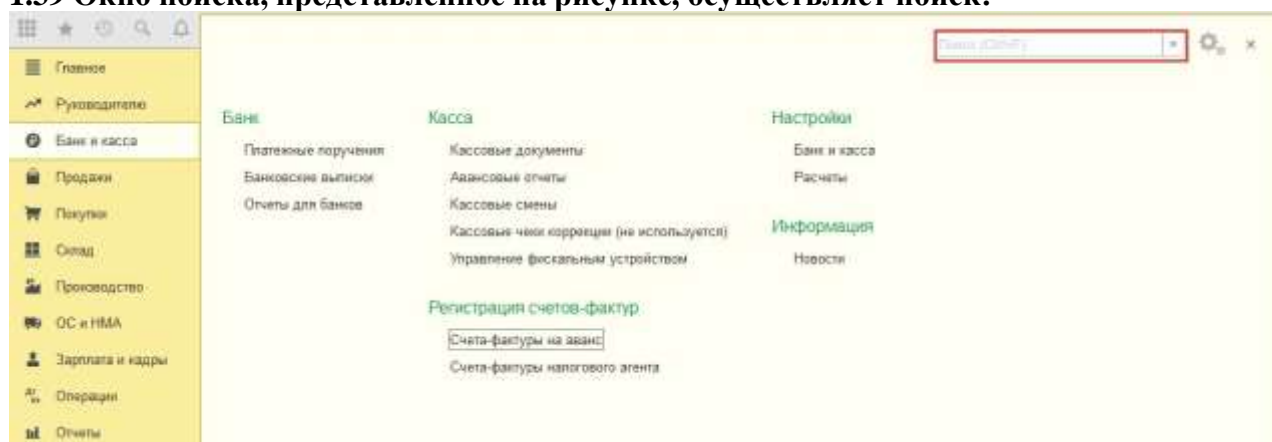 1.39 Окно поиска, представленное на рисунке, осуществляет поиск:
Поиск (Ctrl+F)
Главное
Руководителю
Банк и касса
Продажи
Покупки
Склад
Производство
ОС и НМА
Зарплата и кадры
Операции
Отчеты
Банк
Платежные поручения
Банковские выписки
Отчеты для банков
Касса
Кассовые документы
Авансовые отчеты
Кассовые смены
Кассовые чеки коррекции (не используется)
Управление фискальным устройством
Регистрация счетов-фактур
Счета-фактуры на аванс
Счета-фактуры налогового агента
Настройки
Банк и касса
Расчеты
Информация
Новости